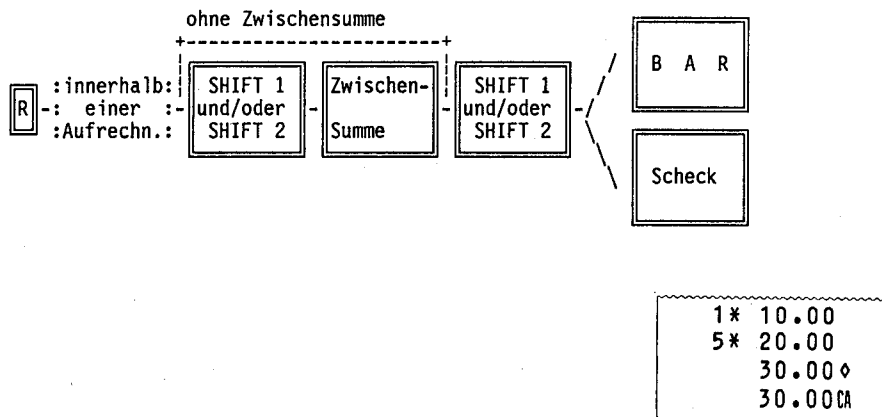 ohne Zwischensumme
R
:innerhalb:
-: einer :-
:Aufrechn.:
SHIFT 1
und/oder
SHIFT 2
Zwischen-
Summe
SHIFT 1
und/oder
SHIFT 2
B A R
Scheck
1* 10.00
5* 20.00
30.00◊
30.00CA